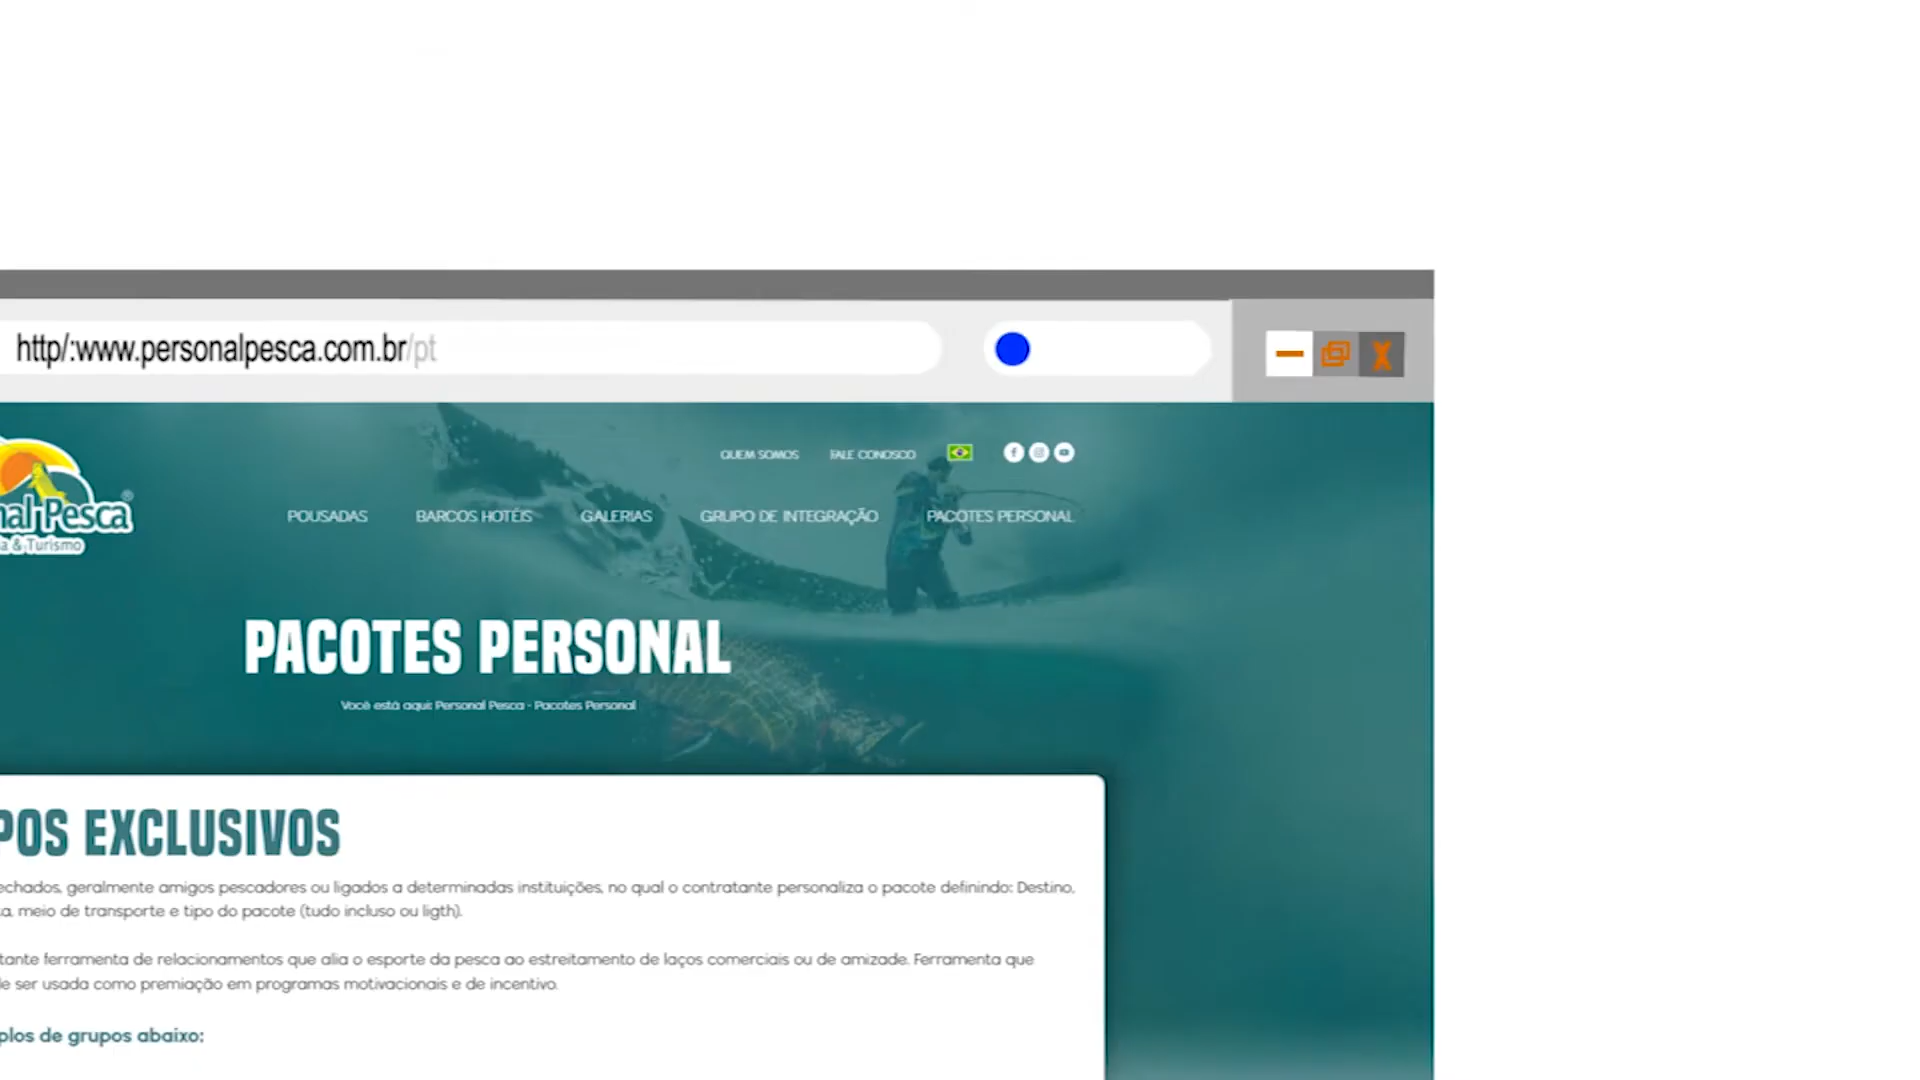 http/:www.personalpesca.com.br/pt
QUEM SOMOS FALE CONOSCO
nal Pesca®
a & Turismo
POUSADAS BARCOS HOTÉIS GALERIAS GRUPO DE INTEGRAÇÃO PACOTES PERSONAL
PACOTES PERSONAL
Você está aqui: Personal Pesca - Pacotes Personal
POS EXCLUSIVOS
echados, geralmente amigos pescadores ou ligados a determinadas instituições, no qual o contratante personaliza o pacote definindo: Destino,
a, meio de transporte e tipo do pacote (tudo incluso ou ligth).
tante ferramenta de relacionamentos que alia o esporte da pesca ao estreitamento de laços comerciais ou de amizade. Ferramenta que
e ser usada como premiação em programas motivacionais e de incentivo.
plos de grupos abaixo: